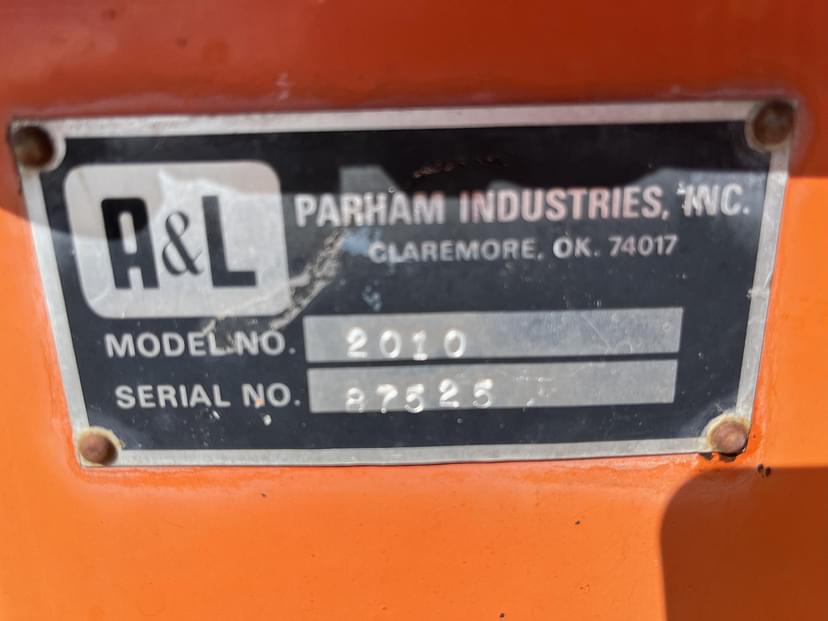 A&L
PARHAM INDUSTRIES, INC.
CLAREMORE, OK. 74017
MODEL NO. 2010
SERIAL NO. 87525